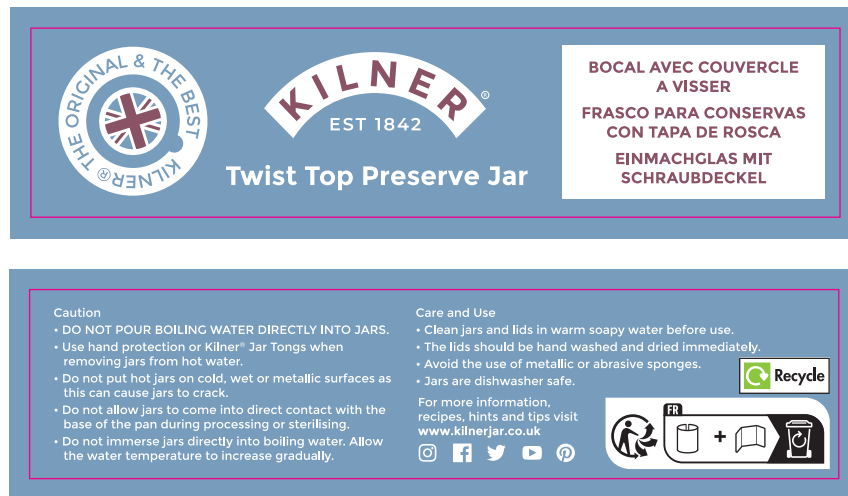 KILNER® THE ORIGINAL & THE BEST
KILNER®
EST 1842
Twist Top Preserve Jar
BOCAL AVEC COUVERCLE
A VISSER
FRASCO PARA CONSERVAS
CON TAPA DE ROSCA
EINMACHGLAS MIT
SCHRAUBDECKEL
Caution
• DO NOT POUR BOILING WATER DIRECTLY INTO JARS.
• Use hand protection or Kilner® Jar Tongs when
removing jars from hot water.
• Do not put hot jars on cold, wet or metallic surfaces as
this can cause jars to crack.
• Do not allow jars to come into direct contact with the
base of the pan during processing or sterilising.
• Do not immerse jars directly into boiling water. Allow
the water temperature to increase gradually.
Care and Use
• Clean jars and lids in warm soapy water before use.
• The lids should be hand washed and dried immediately.
• Avoid the use of metallic or abrasive sponges.
• Jars are dishwasher safe.
For more information,
recipes, hints and tips visit
www.kilnerjar.co.uk
Recycle
FR
+